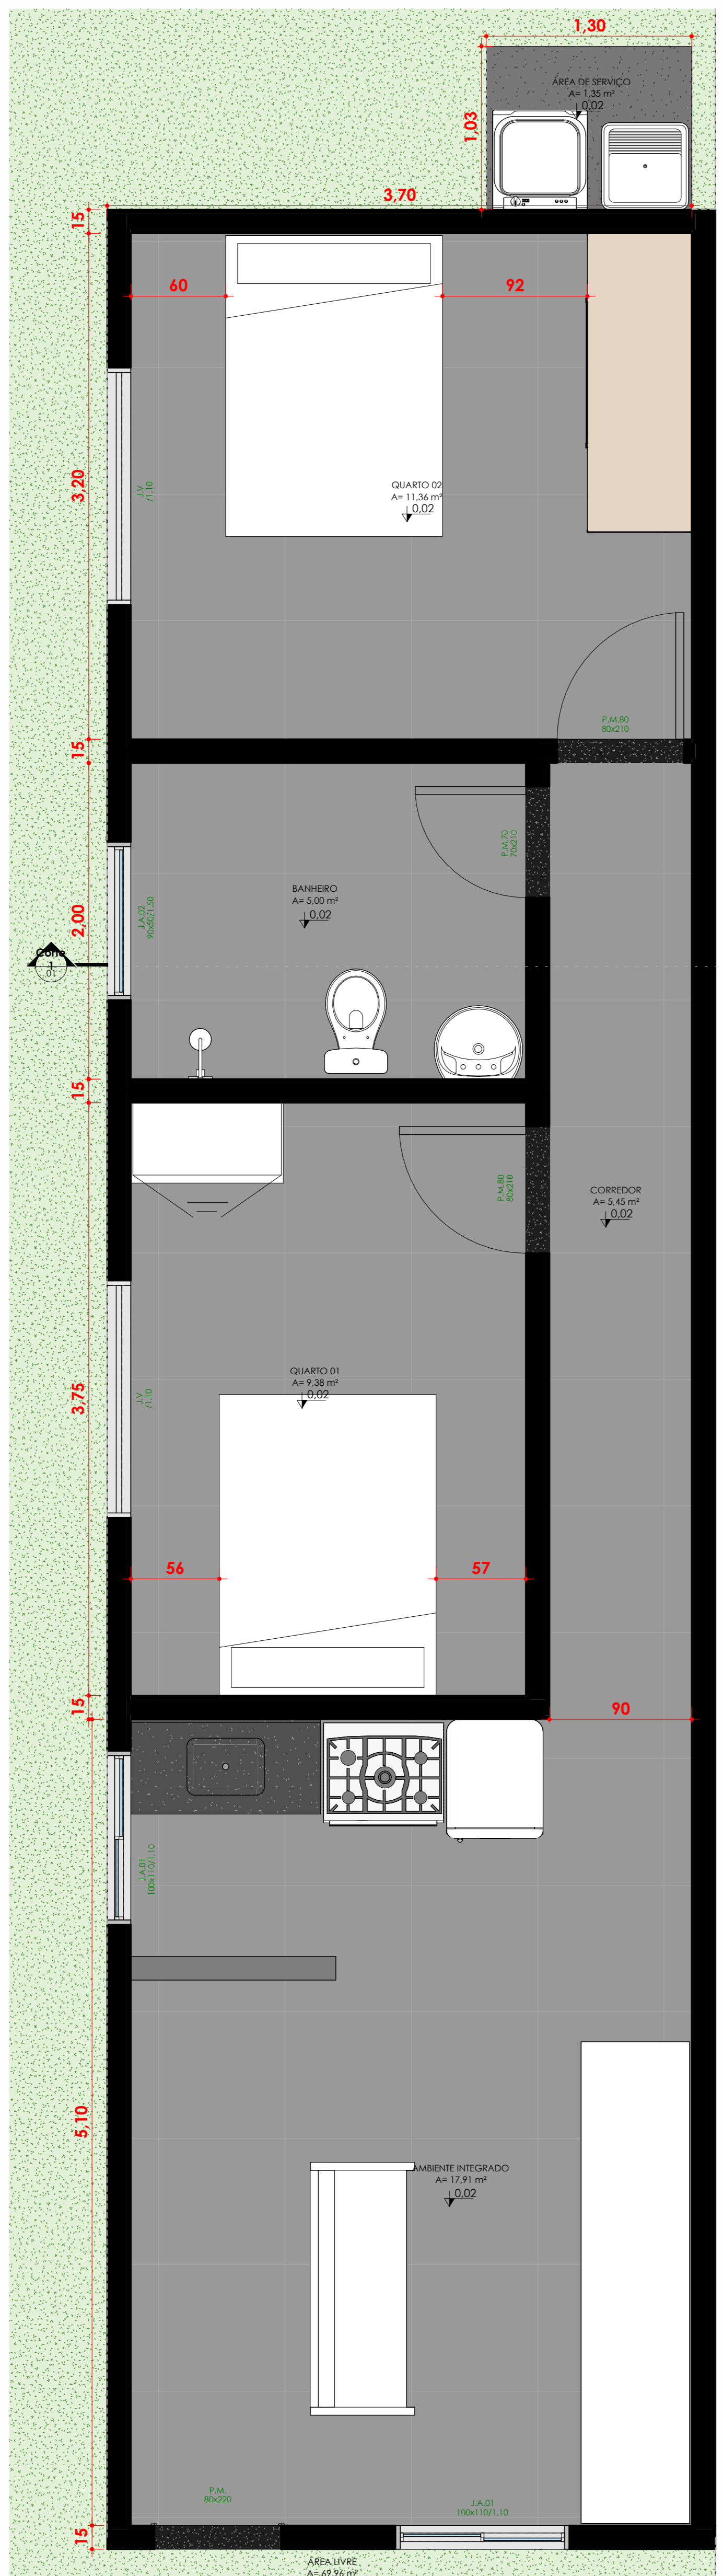 1,30
ÁREA DE SERVIÇO
A= 1,35 m²
0,02
1,03
3,70
15
60
92
3,20
J.V.
/1,10
QUARTO 02
A= 11,36 m²
0,02
P.M.80
80x210
15
P.M.70
70x210
BANHEIRO
A= 5,00 m²
0,02
J.A.02
90x50/1,50
2,00
Corte
1
01
15
P.M.80
80x210
CORREDOR
A= 5,45 m²
0,02
QUARTO 01
A= 9,38 m²
0,02
3,75
J.V.
/1,10
56
57
15
90
J.A.01
100x110/1,10
5,10
AMBIENTE INTEGRADO
A= 17,91 m²
0,02
P.M.
80x220
J.A.01
100x110/1,10
15
ÁREA LIVRE
A= 69,96 m²